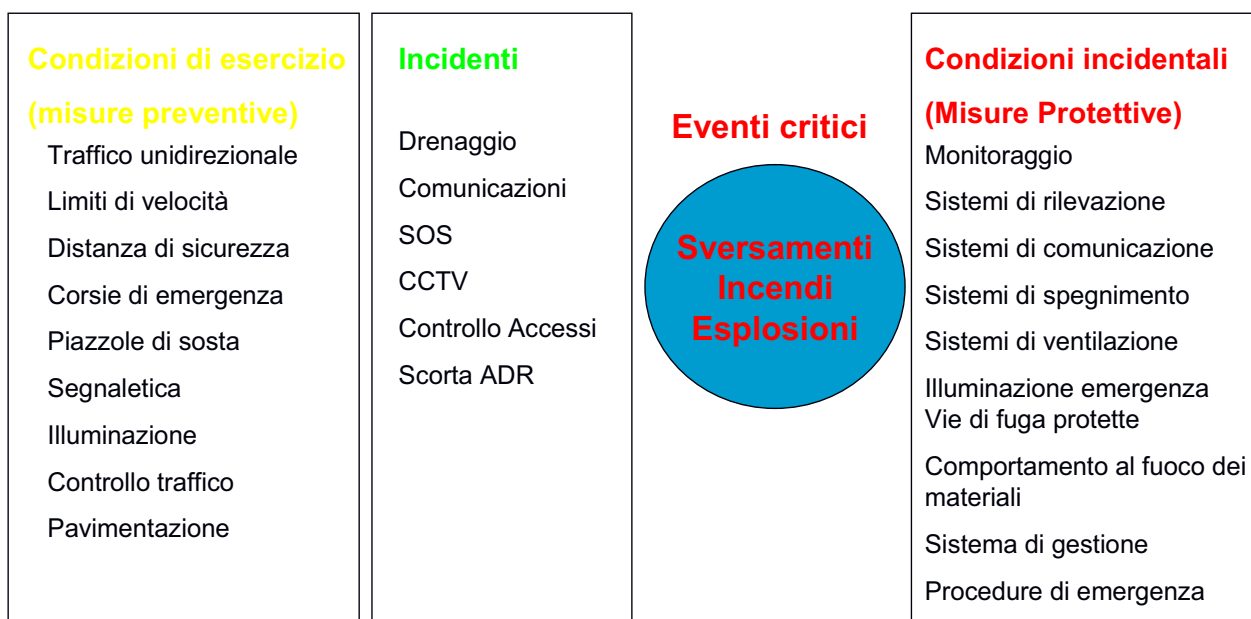 Condizioni di esercizio
(misure preventive)
Traffico unidirezionale
Limiti di velocità
Distanza di sicurezza
Corsie di emergenza
Piazzole di sosta
Segnaletica
Illuminazione
Controllo traffico
Pavimentazione
Incidenti
Drenaggio
Comunicazioni
SOS
CCTV
Controllo Accessi
Scorta ADR
Eventi critici
Sversamenti
Incendi
Esplosioni
Condizioni incidentali
(Misure Protettive)
Monitoraggio
Sistemi di rilevazione
Sistemi di comunicazione
Sistemi di spegnimento
Sistemi di ventilazione
Illuminazione emergenza
Vie di fuga protette
Comportamento al fuoco dei
materiali
Sistema di gestione
Procedure di emergenza